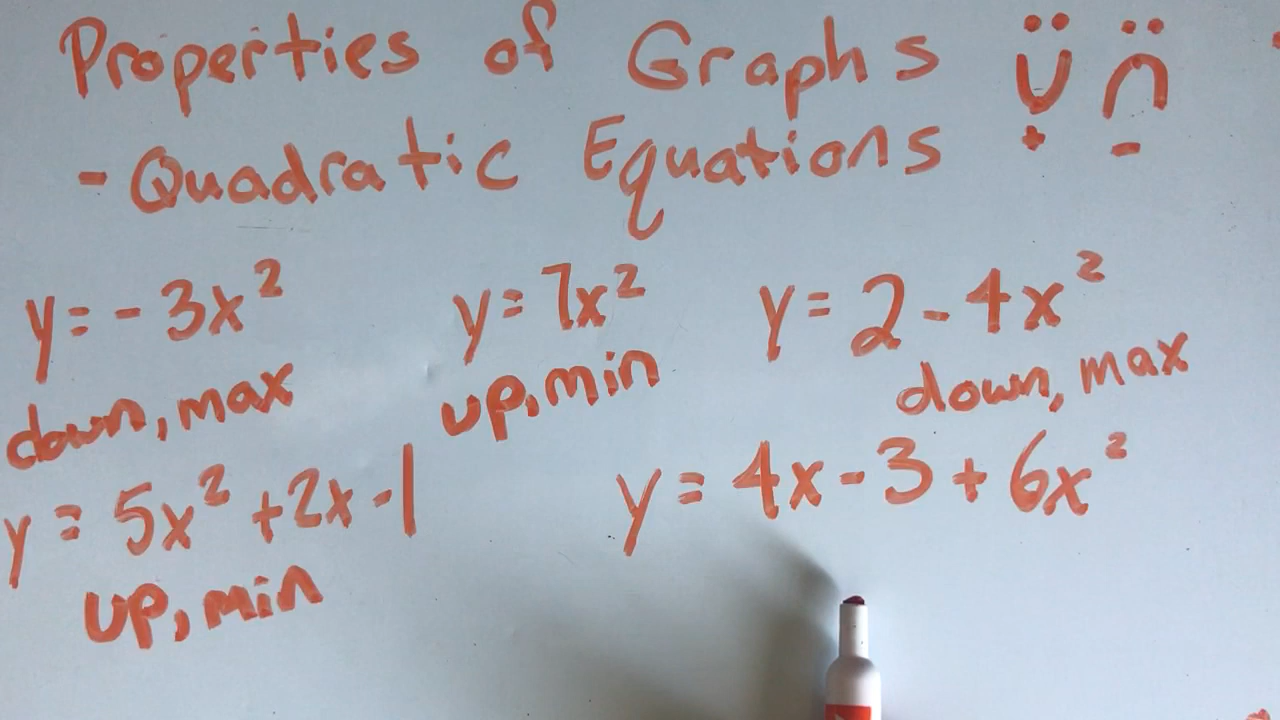 Properties of Graphs
- Quadratic Equations + -
y = -3x² y = 7x² y = 2 - 4x²
down, max up, min down, max
y = 5x² + 2x - 1 y = 4x - 3 + 6x²
up, min